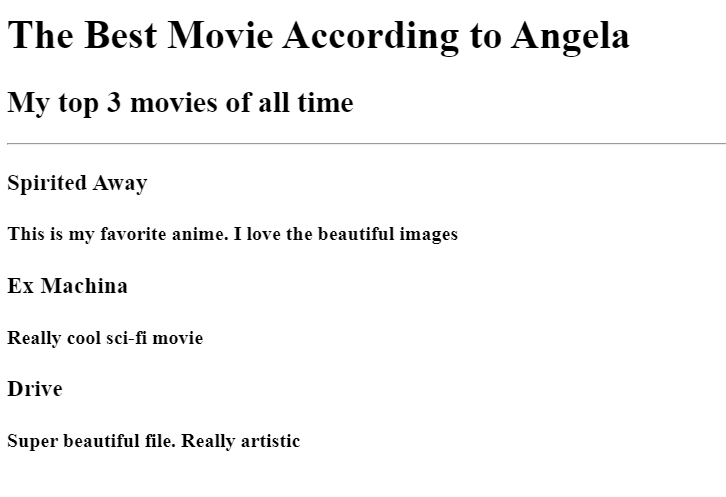 The Best Movie According to Angela
My top 3 movies of all time
Spirited Away
This is my favorite anime. I love the beautiful images
Ex Machina
Really cool sci-fi movie
Drive
Super beautiful file. Really artistic